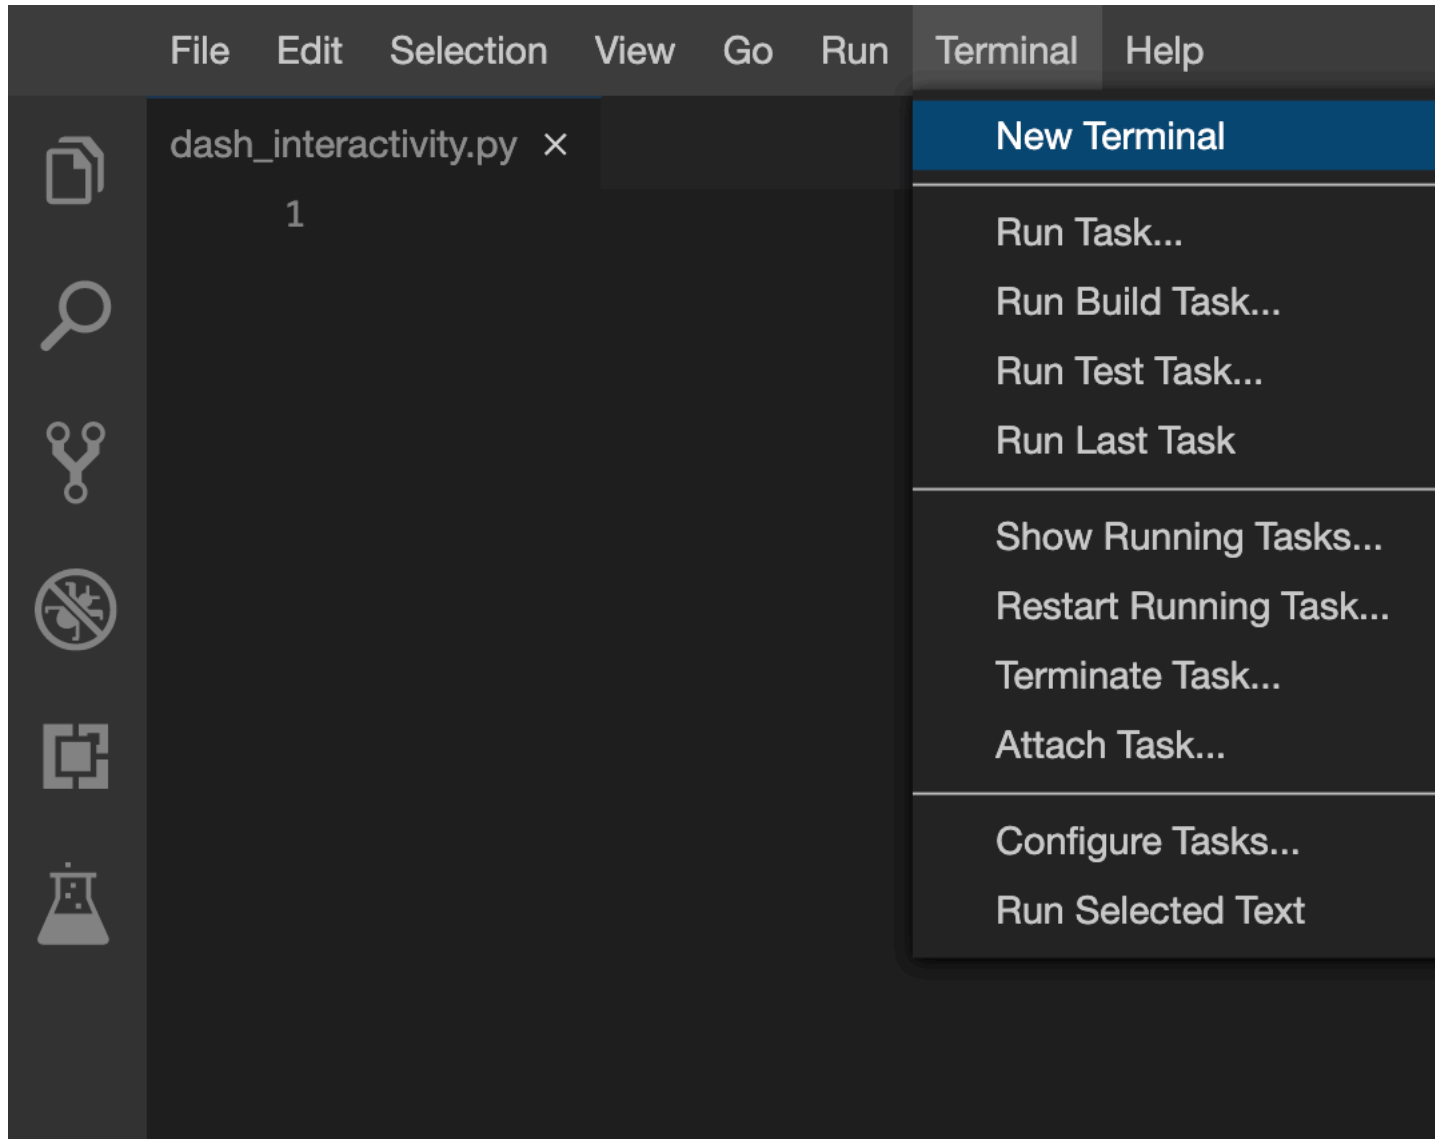 File Edit Selection View Go Run Terminal Help
dash_interactivity.py ×
1
New Terminal
Run Task...
Run Build Task...
Run Test Task...
Run Last Task
Show Running Tasks...
Restart Running Task...
Terminate Task...
Attach Task...
Configure Tasks...
Run Selected Text